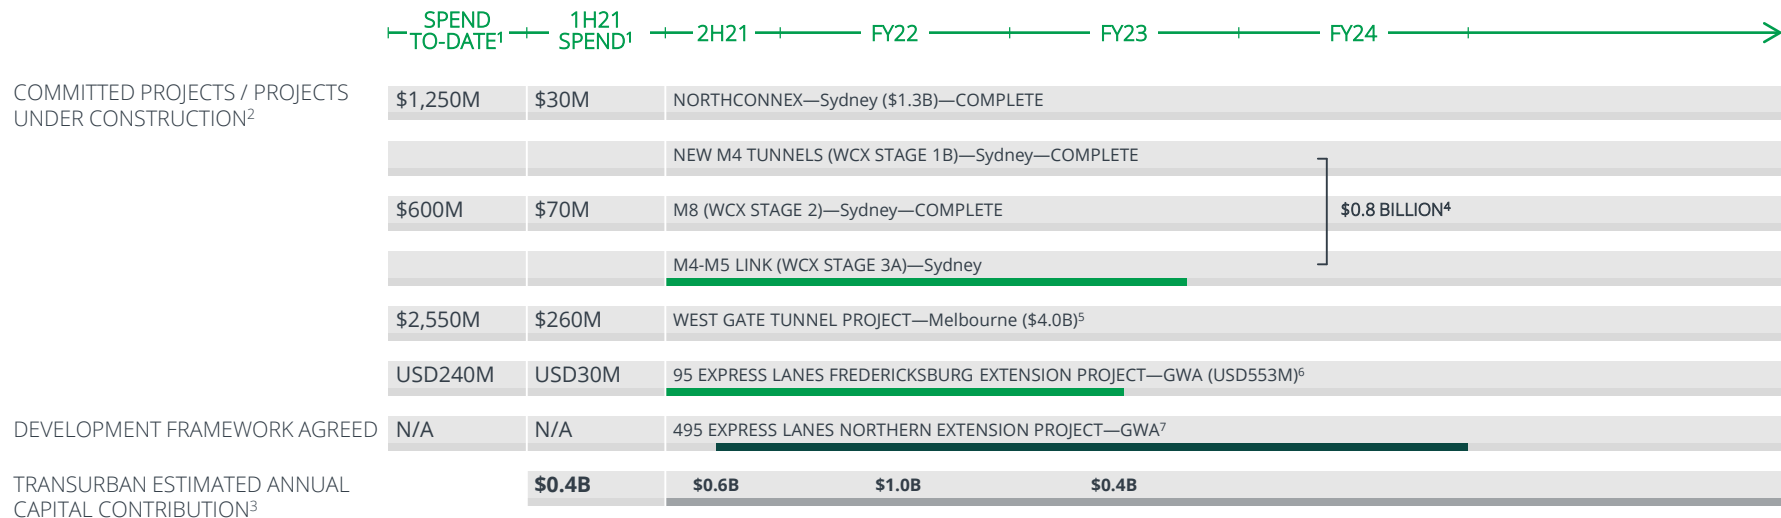 SPEND TO-DATE¹ 1H21 SPEND¹ 2H21 FY22 FY23 FY24
COMMITTED PROJECTS / PROJECTS UNDER CONSTRUCTION²
$1,250M $30M NORTHCONNEX—Sydney ($1.3B)—COMPLETE
NEW M4 TUNNELS (WCX STAGE 1B)—Sydney—COMPLETE
$600M $70M M8 (WCX STAGE 2)—Sydney—COMPLETE $0.8 BILLION⁴
M4-M5 LINK (WCX STAGE 3A)—Sydney
$2,550M $260M WEST GATE TUNNEL PROJECT—Melbourne ($4.0B)⁵
USD240M USD30M 95 EXPRESS LANES FREDERICKSBURG EXTENSION PROJECT—GWA (USD553M)⁶
DEVELOPMENT FRAMEWORK AGREED N/A N/A 495 EXPRESS LANES NORTHERN EXTENSION PROJECT—GWA⁷
TRANSURBAN ESTIMATED ANNUAL CAPITAL CONTRIBUTION³ $0.4B $0.6B $1.0B $0.4B